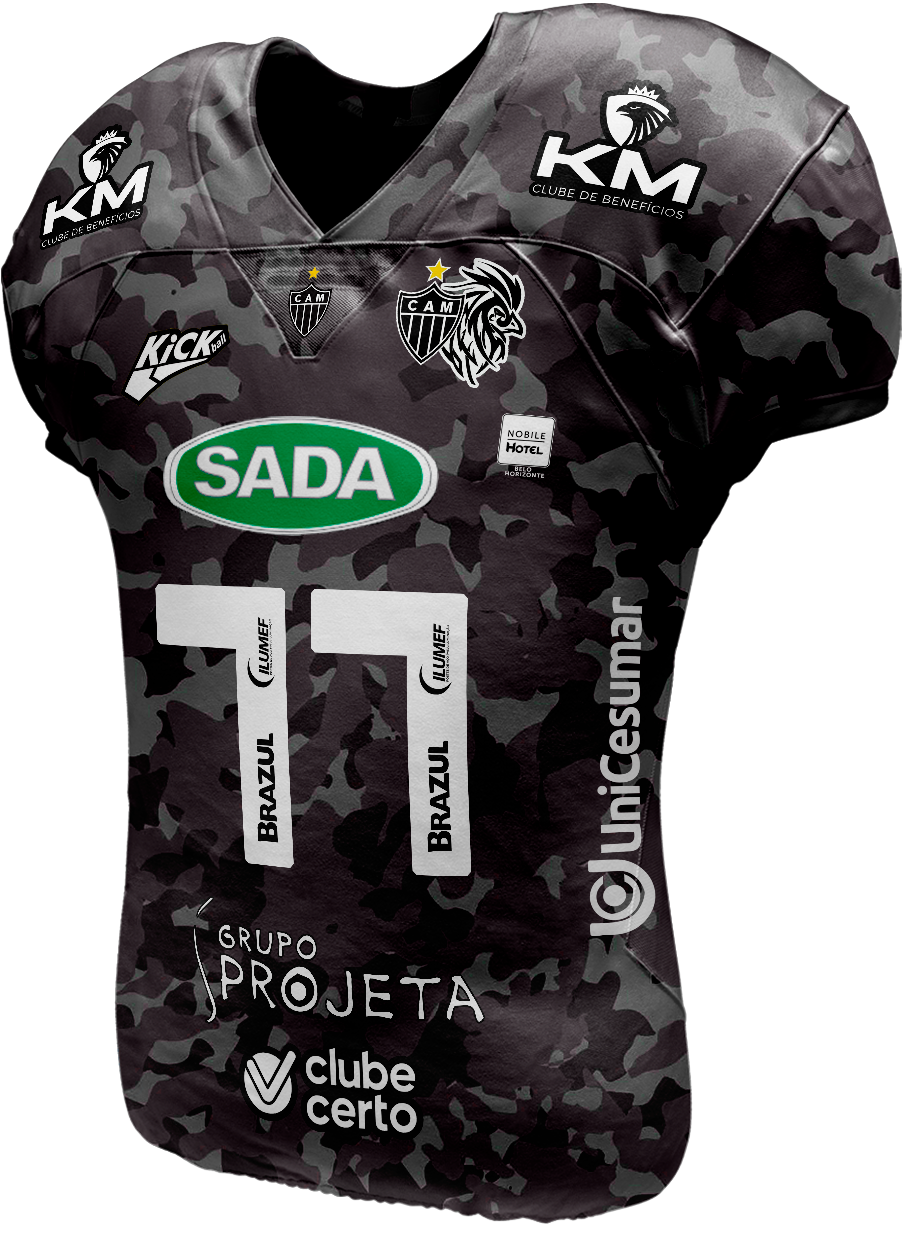 KM
CLUBE DE BENEFÍCIOS
KM
CLUBE DE BENEFÍCIOS
CAM
CAM
KiCK
ball
NOBILE
HOTEL
BELO
HORIZONTE
SADA
77
ILUMEF
BRAZUL
ILUMEF
BRAZUL
UniCesumar
GRUPO
PROJETA
clube
certo